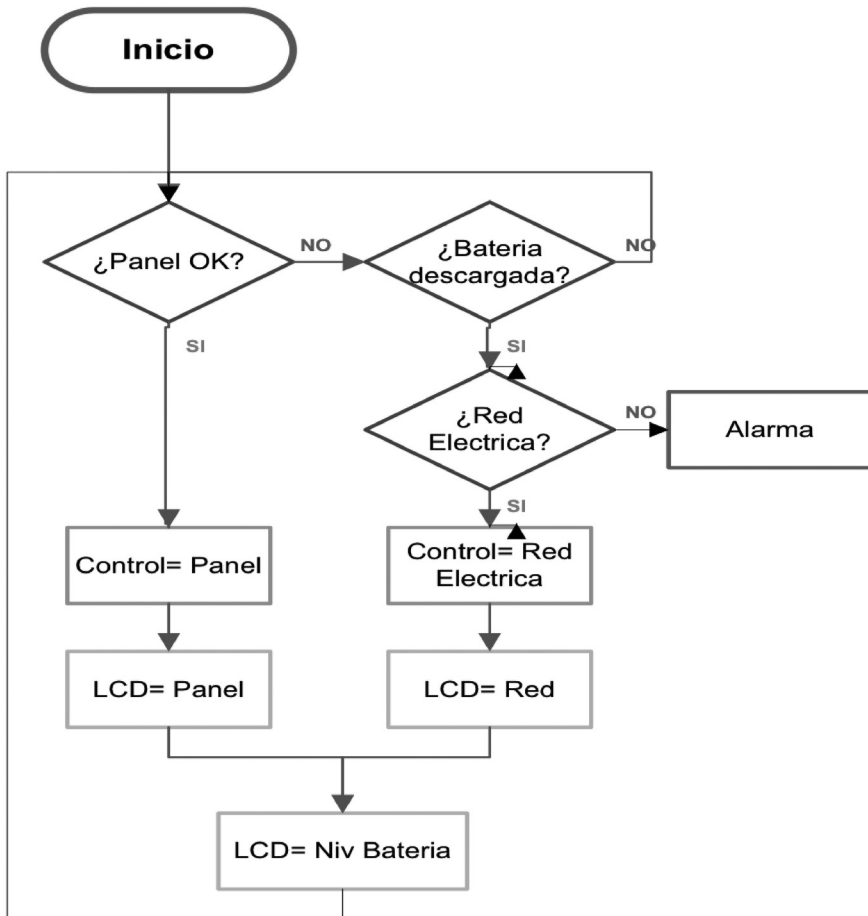 Inicio
¿Panel OK?
NO
¿Bateria
descargada?
NO
SI
SI
¿Red
Electrica?
NO
Alarma
SI
Control= Panel
Control= Red
Electrica
LCD= Panel
LCD= Red
LCD= Niv Bateria